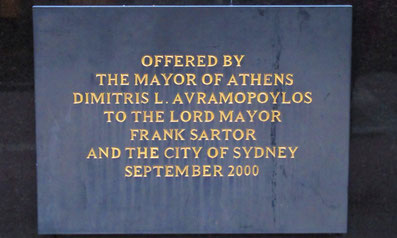 OFFERED BY
THE MAYOR OF ATHENS
DIMITRIS L. AVRAMOPOYLOS
TO THE LORD MAYOR
FRANK SARTOR
AND THE CITY OF SYDNEY
SEPTEMBER 2000